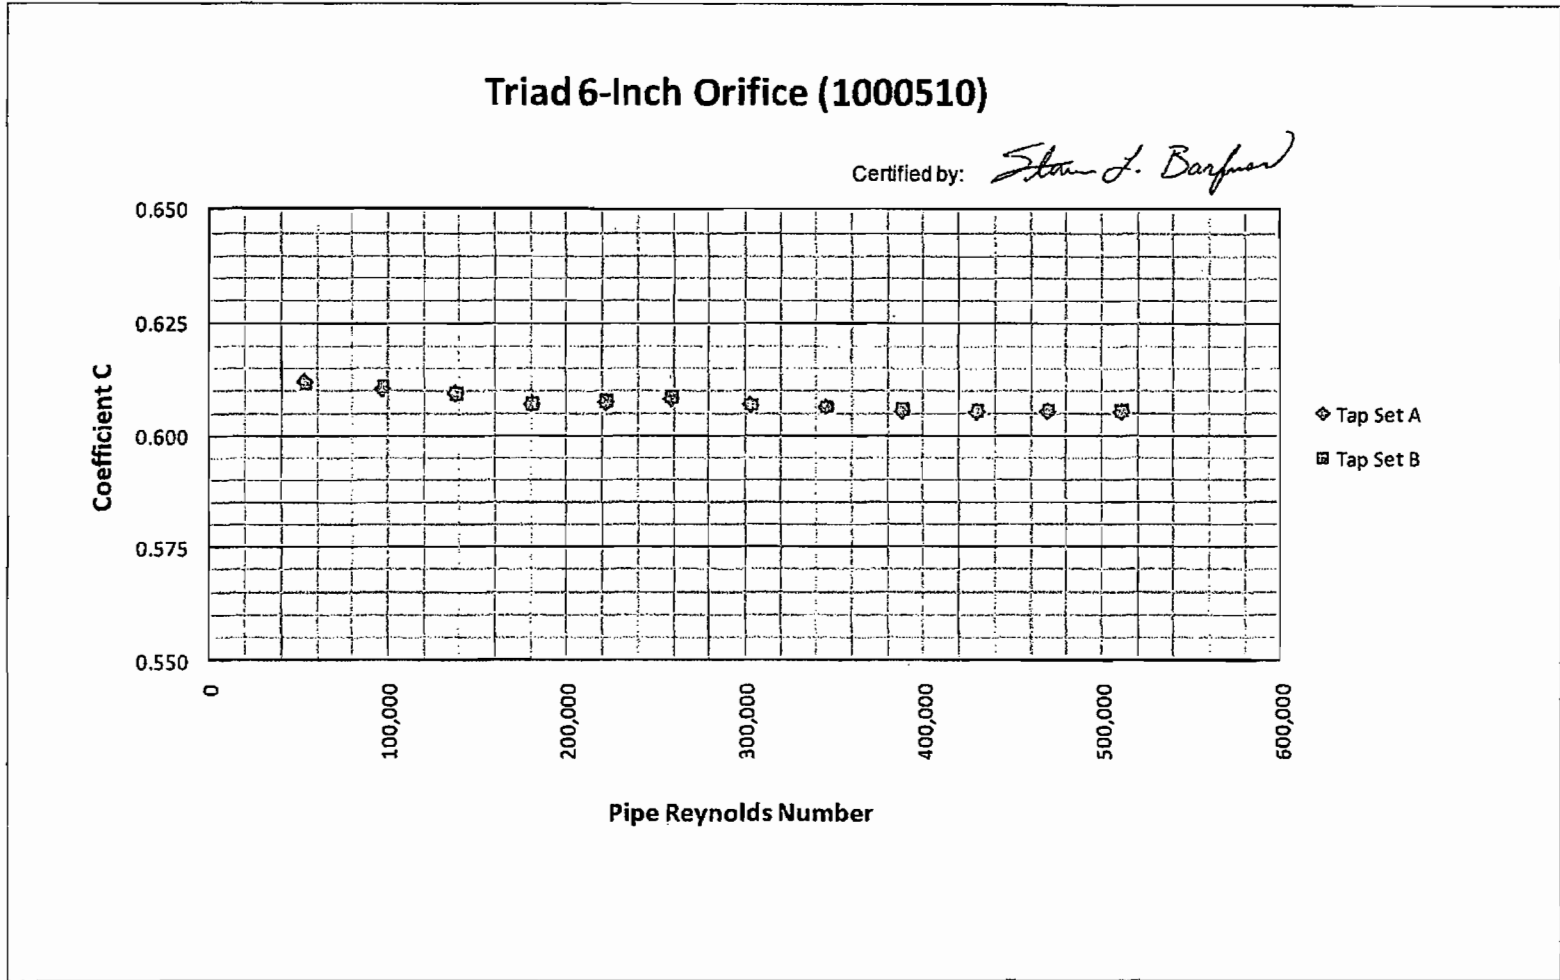 Triad 6-Inch Orifice (1000510)
Certified by:
0.650
0.625
0.600
0.575
0.550
Coefficient C
0
100,000
200,000
300,000
400,000
500,000
600,000
Pipe Reynolds Number
Tap Set A
Tap Set B